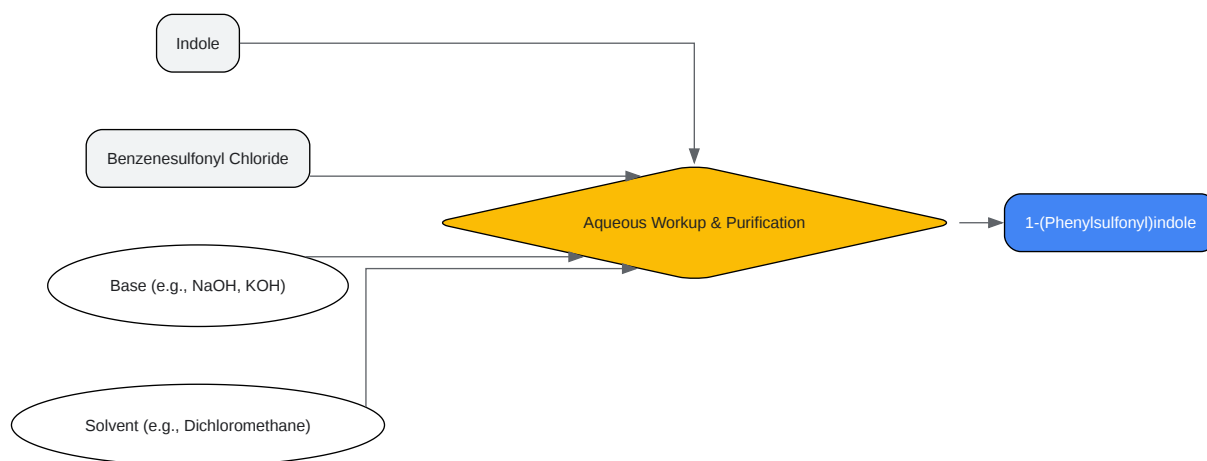 Indole
Benzenesulfonyl Chloride
Aqueous Workup & Purification
1-(Phenylsulfonyl)indole
Base (e.g., NaOH, KOH)
Solvent (e.g., Dichloromethane)